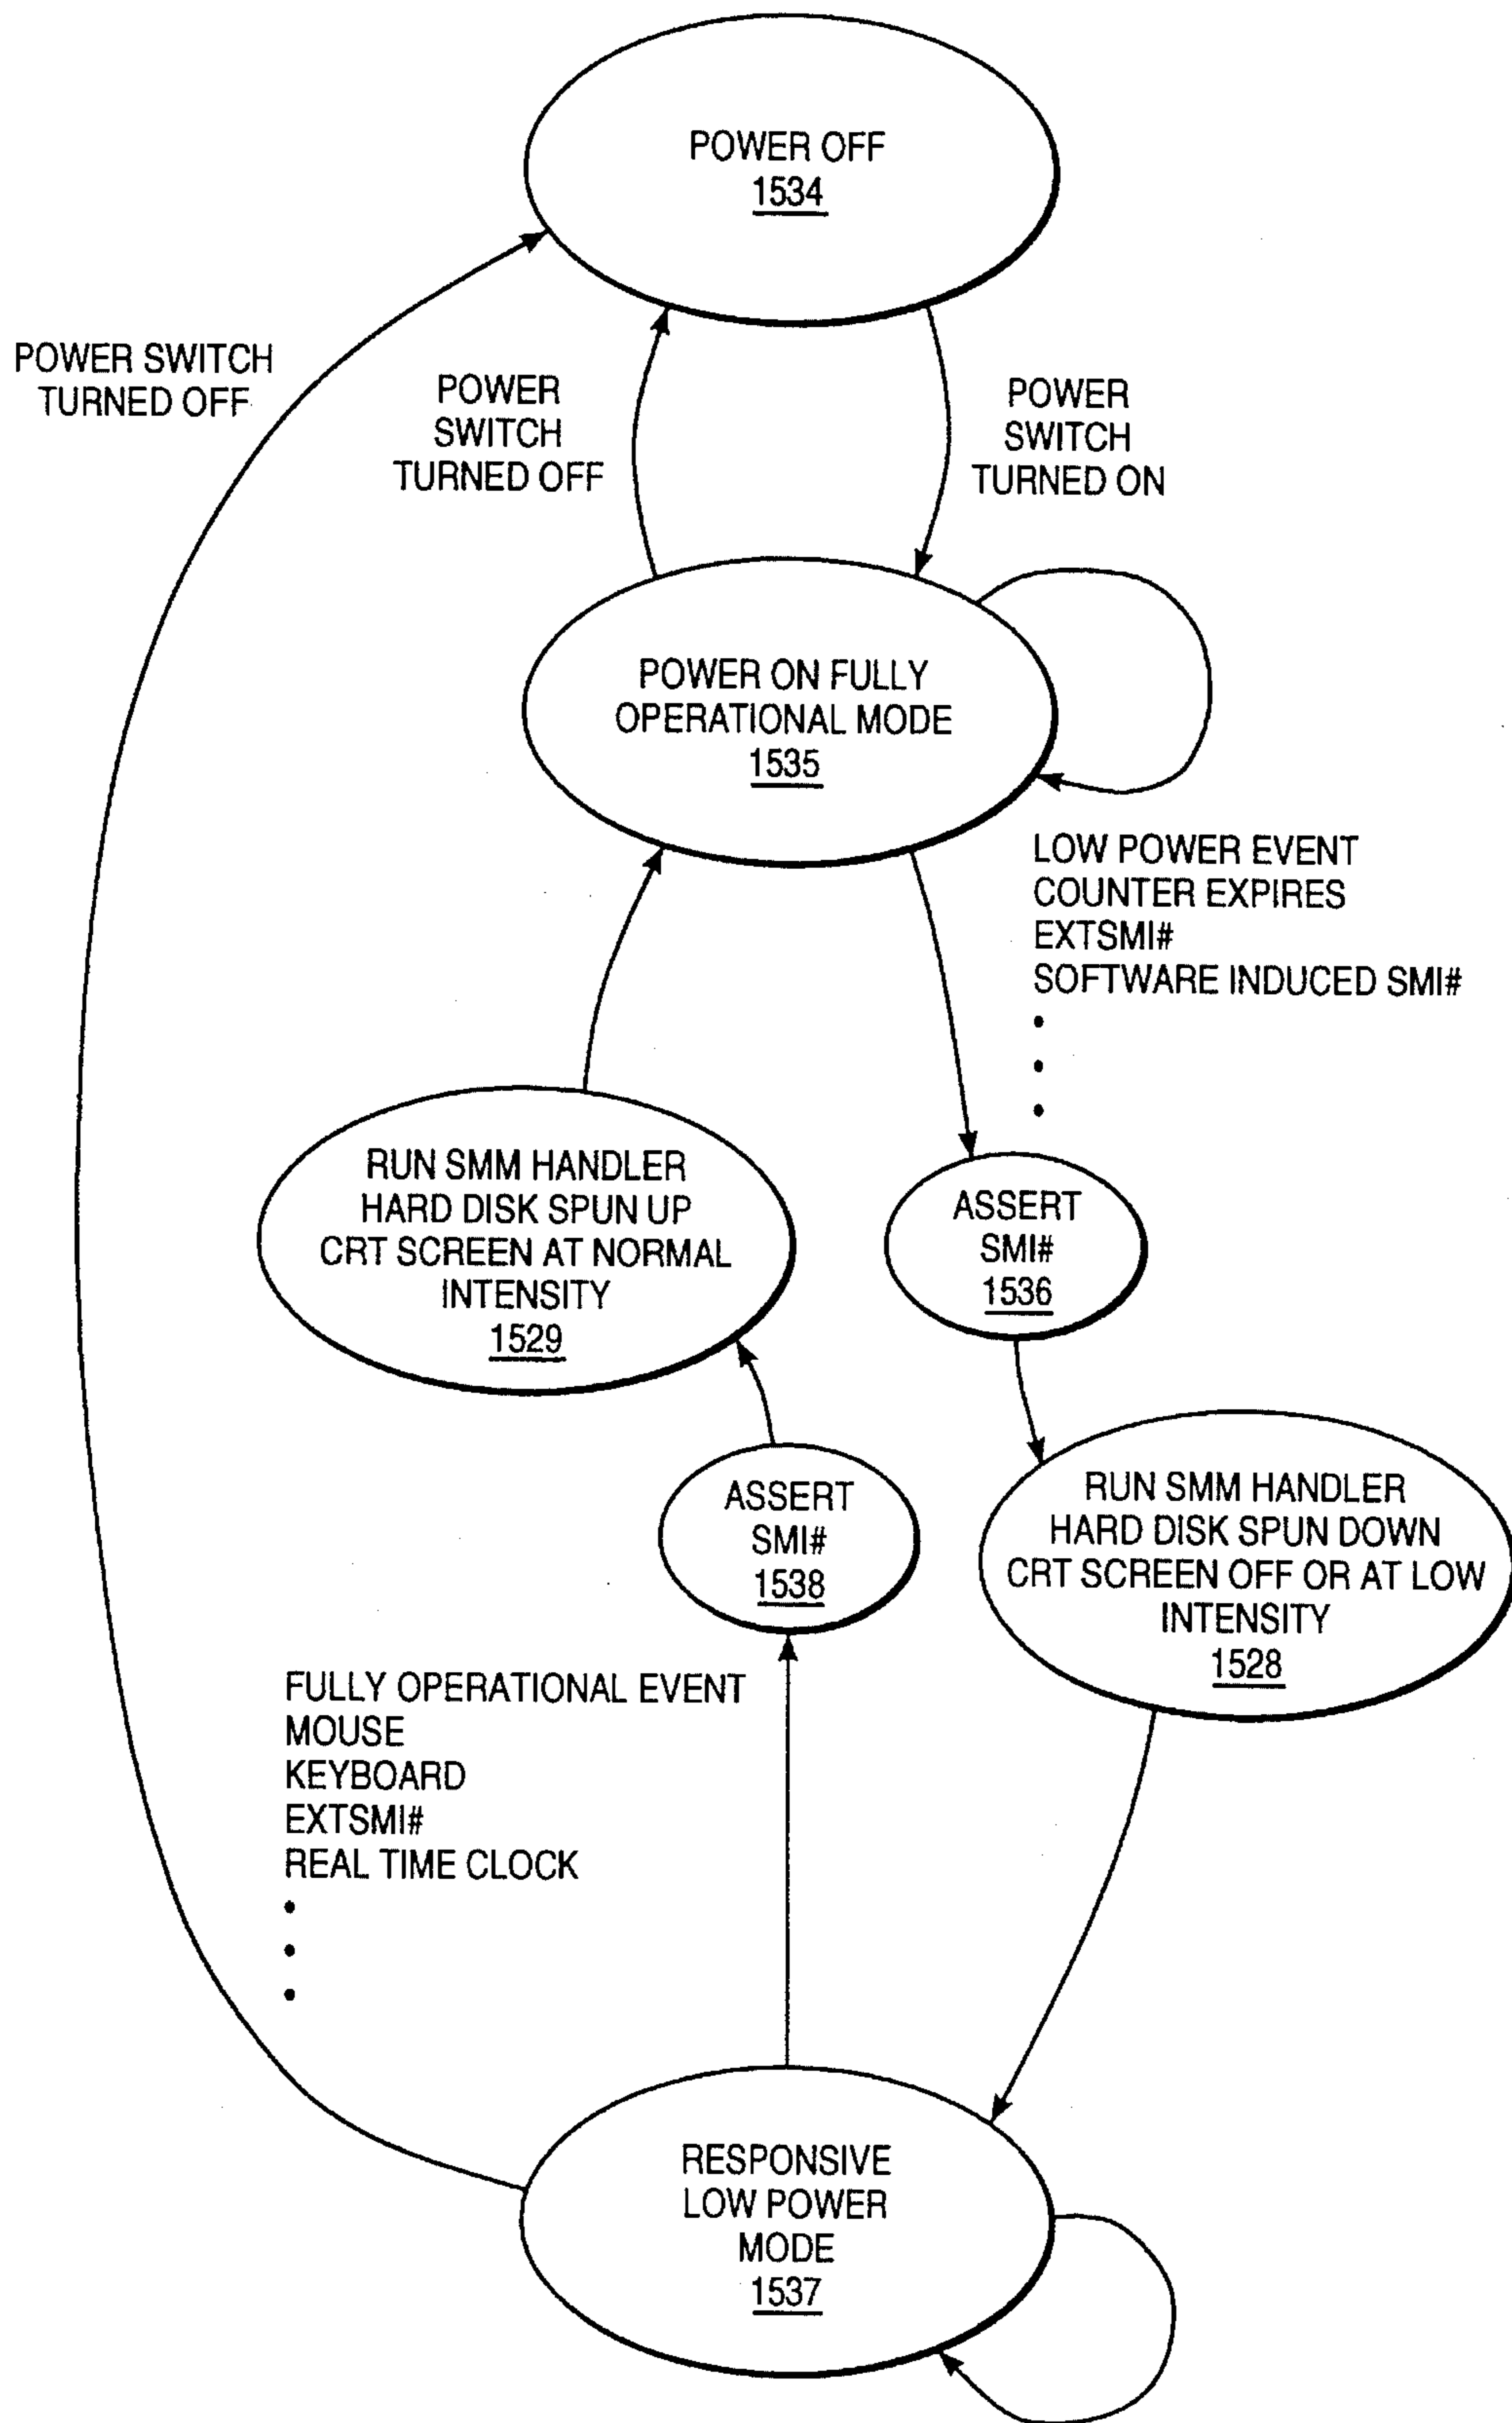 POWER OFF
1534
POWER SWITCH
TURNED OFF
POWER
SWITCH
TURNED OFF
POWER
SWITCH
TURNED ON
POWER ON FULLY
OPERATIONAL MODE
1535
LOW POWER EVENT
COUNTER EXPIRES
EXTSMI#
SOFTWARE INDUCED SMI#
RUN SMM HANDLER
HARD DISK SPUN UP
CRT SCREEN AT NORMAL
INTENSITY
1529
ASSERT
SMI#
1536
ASSERT
SMI#
1538
RUN SMM HANDLER
HARD DISK SPUN DOWN
CRT SCREEN OFF OR AT LOW
INTENSITY
1528
FULLY OPERATIONAL EVENT
MOUSE
KEYBOARD
EXTSMI#
REAL TIME CLOCK
RESPONSIVE
LOW POWER
MODE
1537